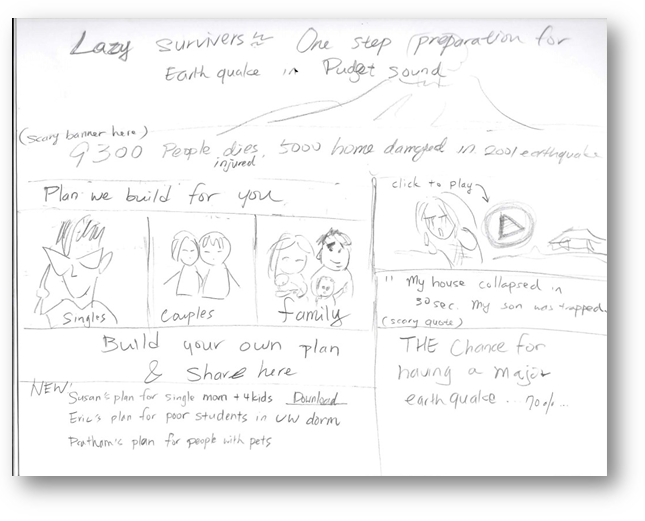 Lazy survivers One step preparation for
Earth quake in Pudget sound
(scary banner here)
9300 People dies, 5000 home damaged in 2001 earthquake
injured
Plan we build for you
click to play
Singles
Couples
family
" My house collapsed in
30 sec. My son was trapped.
(scary quote)
Build your own plan
& Share here
THE Chance for
having a major
earthquake... 70%...
NEW!
Susan's plan for single mom + 4 kids Download
Eric's plan for poor students in UW dorm
plan for people with pets